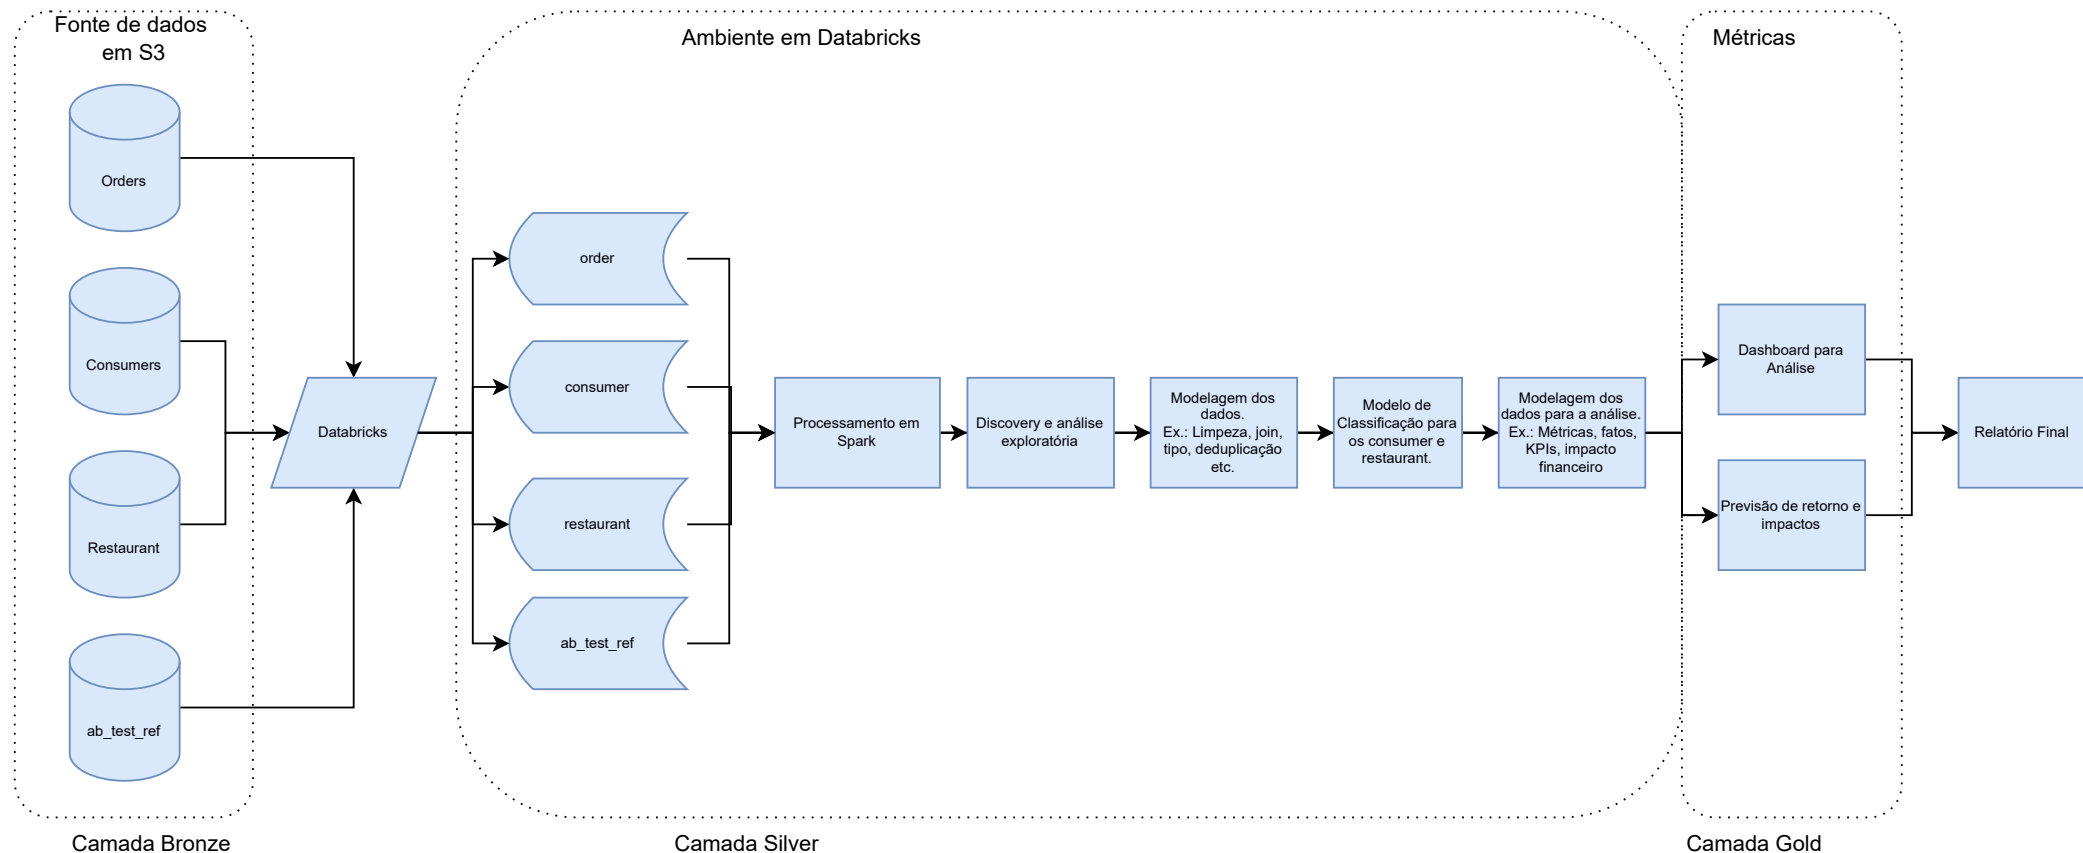 Fonte de dados
em S3
Orders
Consumers
Restaurant
ab_test_ref
Camada Bronze
Databricks
Ambiente em Databricks
order
consumer
restaurant
ab_test_ref
Processamento em
Spark
Discovery e análise
exploratória
Modelagem dos
dados.
Ex.: Limpeza, join,
tipo, deduplicação
etc.
Modelo de
Classificação para
os consumer e
restaurant.
Modelagem dos
dados para a análise.
Ex.: Métricas, fatos,
KPIs, impacto
financeiro
Camada Silver
Métricas
Dashboard para
Análise
Previsão de retorno e
impactos
Camada Gold
Relatório Final